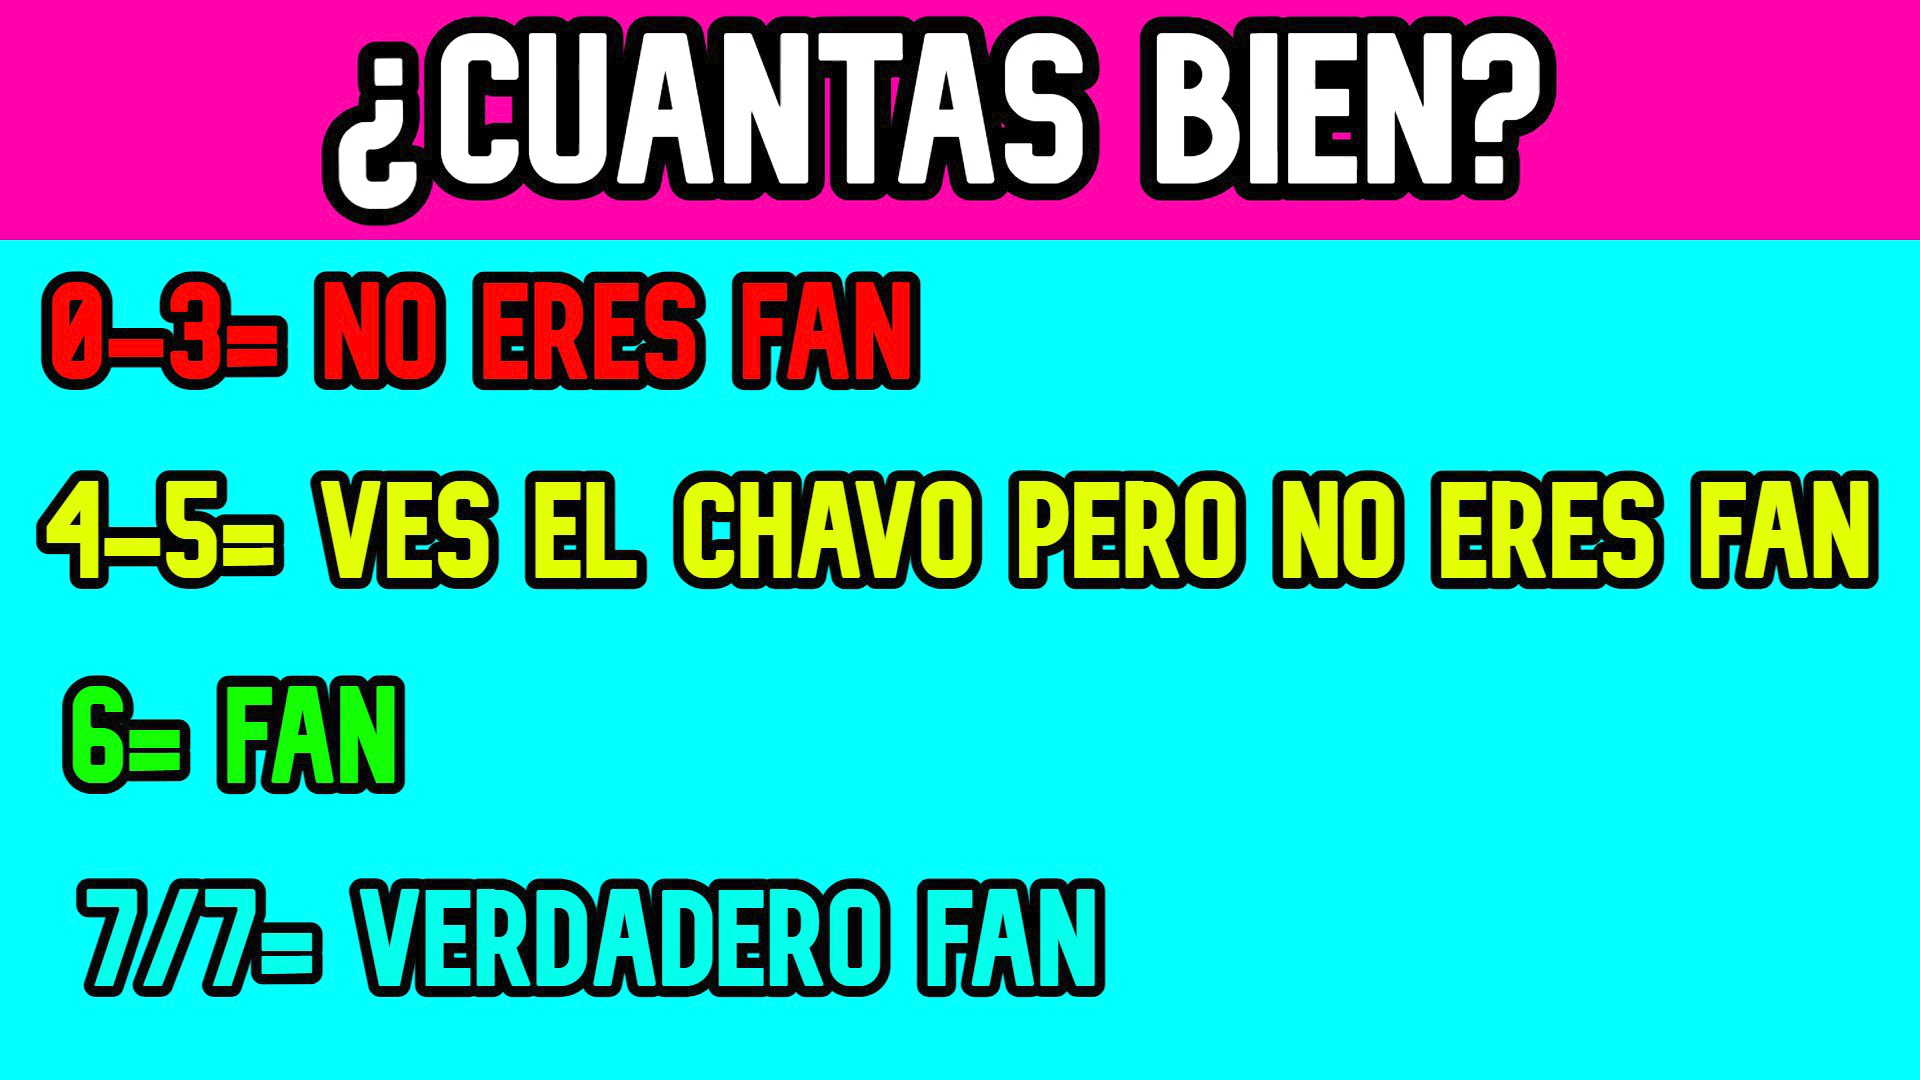 ¿CUANTAS BIEN?
0-3= NO ERES FAN
4-5= VES EL CHAVO PERO NO ERES FAN
6= FAN
7/7= VERDADERO FAN